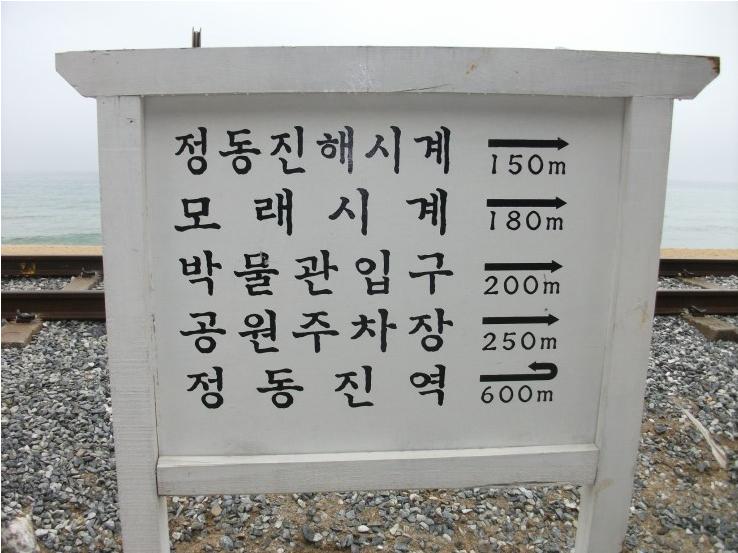 정동진해시계 → 150m
모래시계 → 180m
박물관입구 → 200m
공원주차장 → 250m
정동진역 ↩ 600m